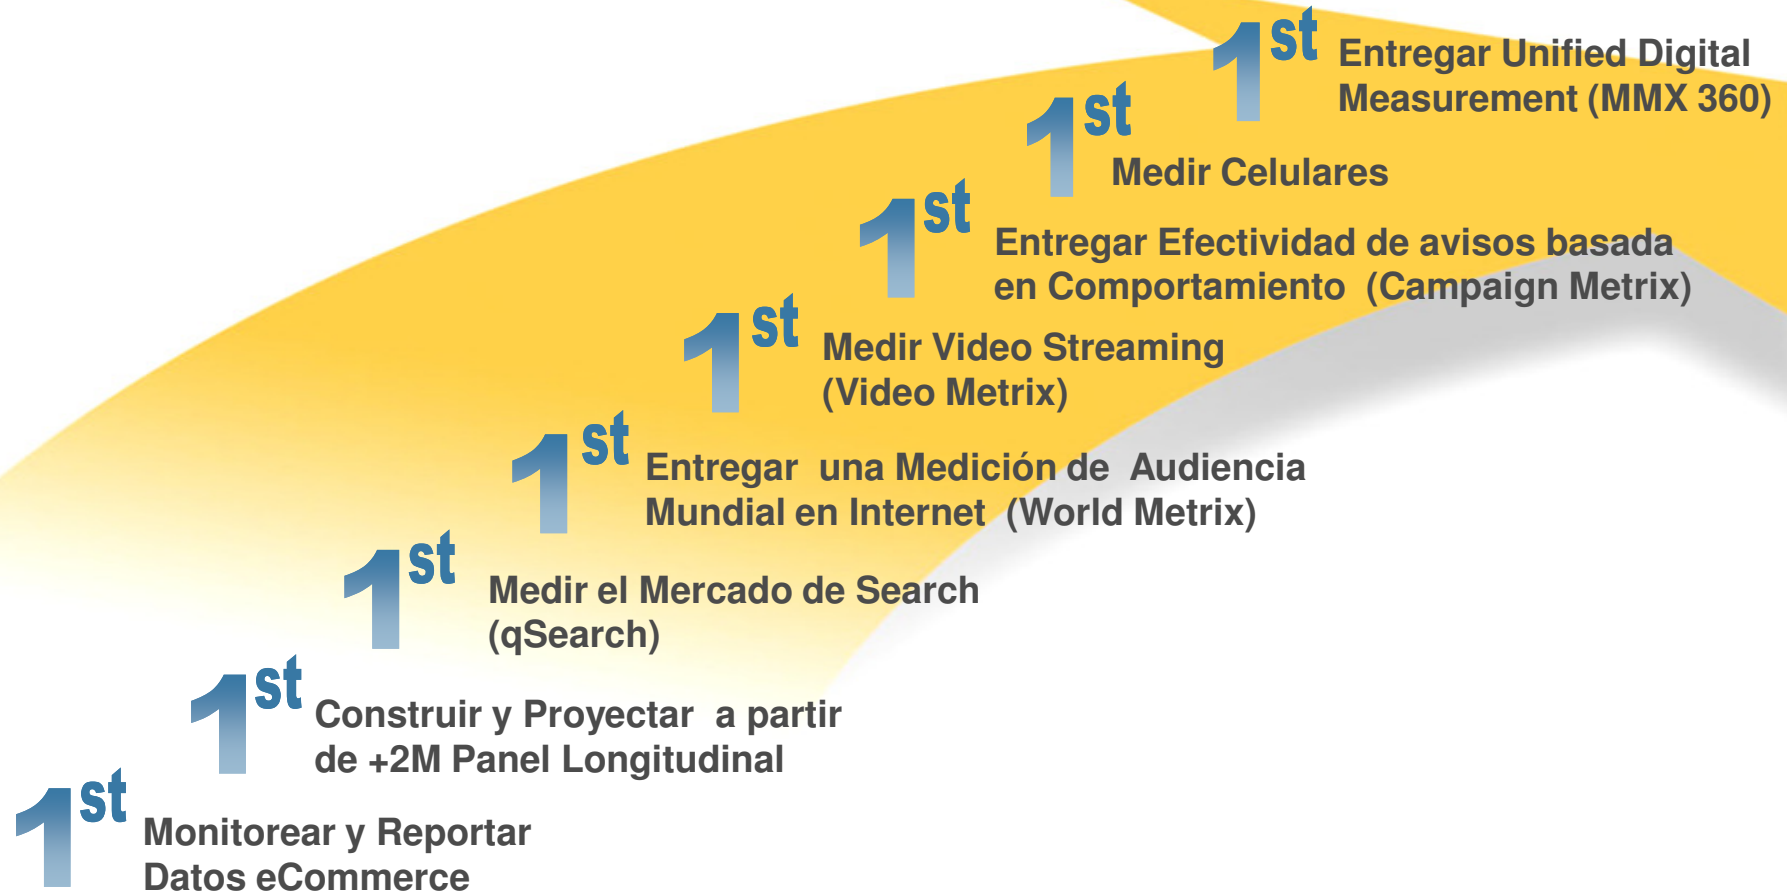 1st
Entregar Unified Digital
Measurement (MMX 360)
1st
Medir Celulares
1st
Entregar Efectividad de avisos basada
en Comportamiento (Campaign Metrix)
1st
Medir Video Streaming
(Video Metrix)
1st
Entregar una Medición de Audiencia
Mundial en Internet (World Metrix)
1st
Medir el Mercado de Search
(qSearch)
1st
Construir y Proyectar a partir
de +2M Panel Longitudinal
1st
Monitorear y Reportar
Datos eCommerce